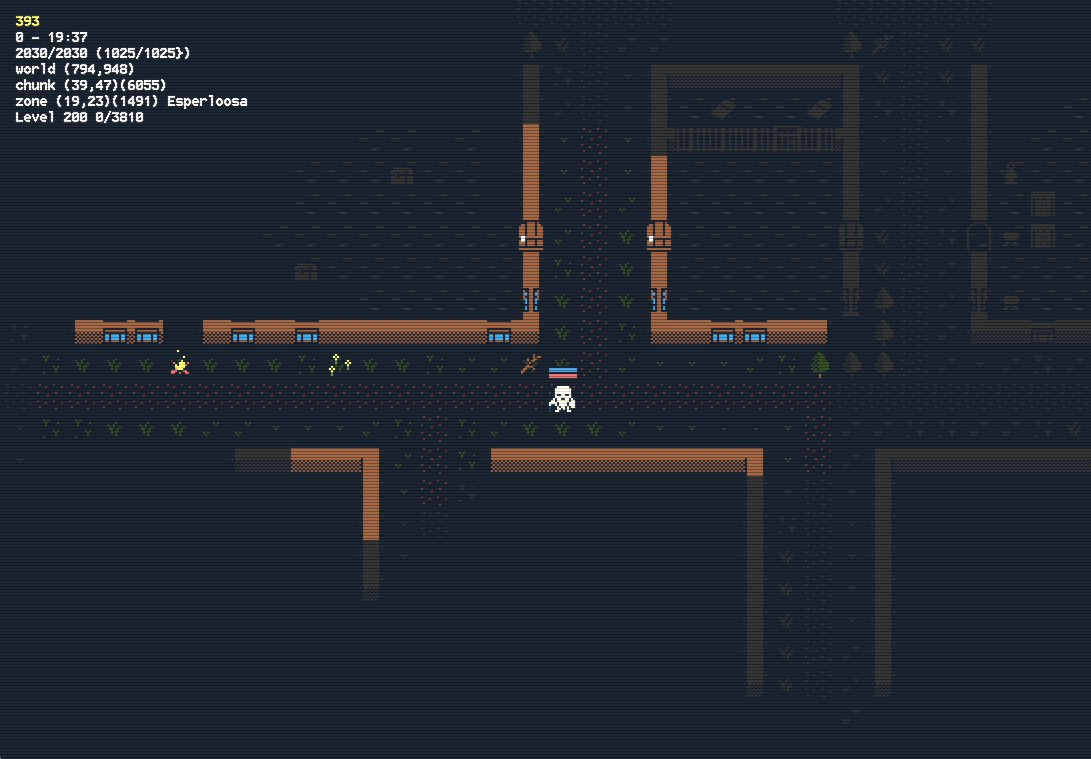 393
0 - 19:37
2030/2030 (1025/1025})
world (794,948)
chunk (39,47)(6055)
zone (19,23)(1491) Esperloosa
Level 200 0/3810